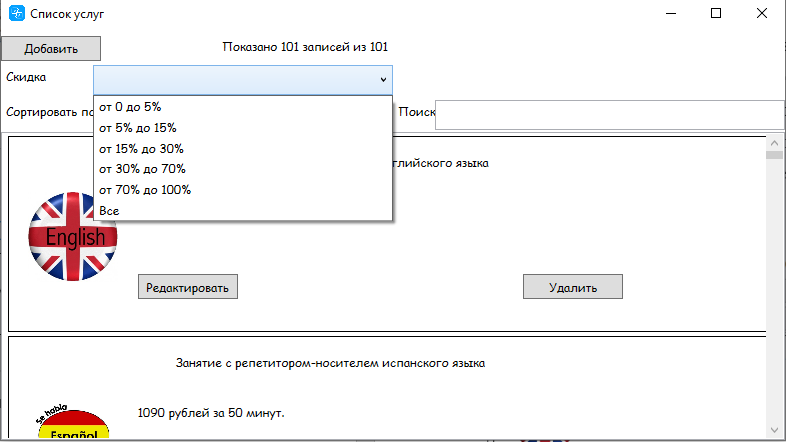 Список услуг
Добавить
Показано 101 записей из 101
Скидка
от 0 до 5%
от 5% до 15%
от 15% до 30%
от 30% до 70%
от 70% до 100%
Все
Сортировать по
Поиск
глийского языка
English
Редактировать
Удалить
Занятие с репетитором-носителем испанского языка
1090 рублей за 50 минут.
Se habla
Español